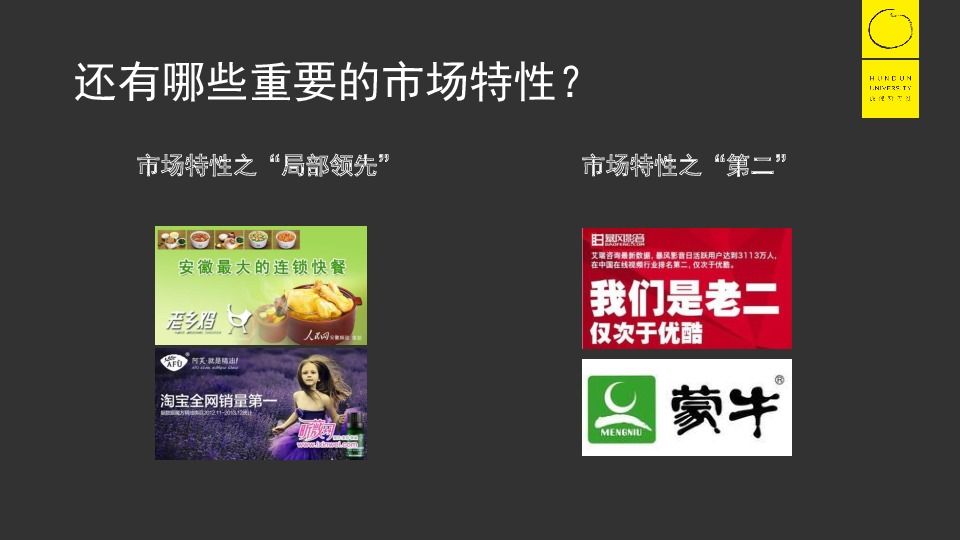 还有哪些重要的市场特性？
HUNDUN
UNIVERSITY
市场特性之“局部领先”
市场特性之“第二”
安徽最大的连锁快餐
老乡鸡
人民网
AFU
阿芙·就是精油!
淘宝全网销量第一
www.ixinwei.com
暴风影音
BAOFENG.COM
艾瑞咨询最新数据，暴风影音日活跃用户达到3113万人，
在中国在线视频行业排名第二，仅次于优酷。
我们是老二
仅次于优酷
MENGNIU
蒙牛®